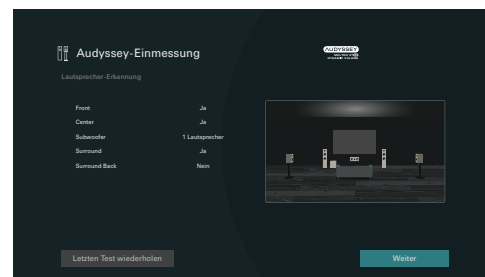 Audyssey-Einmessung
AUDYSSEY
Lautsprecher-Erkennung
Front Ja
Center Ja
Subwoofer 1 Lautsprecher
Surround Ja
Surround Back Nein
Letzten Test wiederholen
Weiter